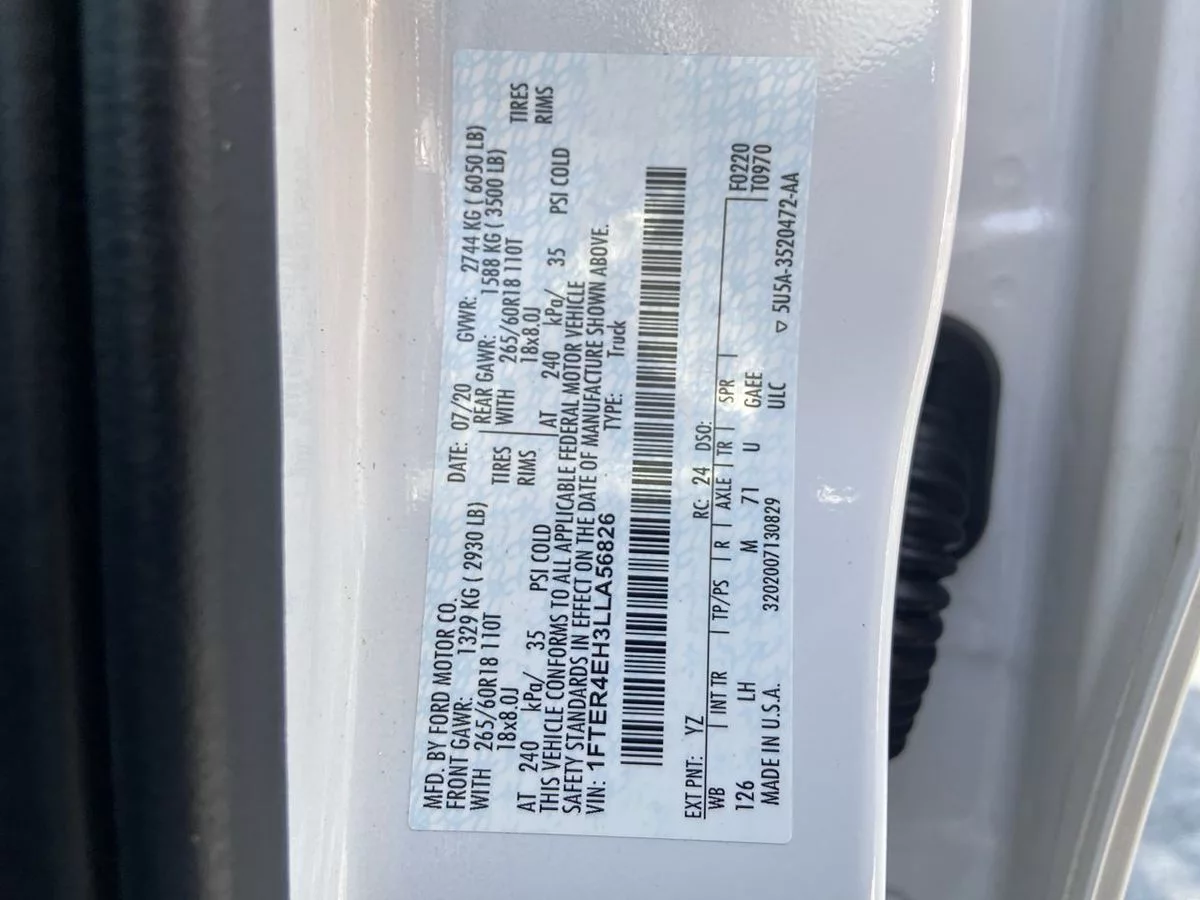 MFD. BY FORD MOTOR CO. DATE: 07/20 GVWR: 2744 KG ( 6050 LB)
FRONT GAWR: 1329 KG ( 2930 LB) REAR GAWR: 1588 KG ( 3500 LB)
WITH 265/60R18 110T TIRES WITH 265/60R18 110T TIRES
18x8.0J RIMS 18x8.0J RIMS
AT 240 kPa/ 35 PSI COLD AT 240 kPa/ 35 PSI COLD
THIS VEHICLE CONFORMS TO ALL APPLICABLE FEDERAL MOTOR VEHICLE
SAFETY STANDARDS IN EFFECT ON THE DATE OF MANUFACTURE SHOWN ABOVE.
VIN: 1FTER4EH3LLA56826 TYPE: Truck
EXT PNT: YZ RC: 24 DSO:
WB INT TR TP/PS R AXLE TR SPR F0220
126 LH M 71 U GAEE T0970
MADE IN U.S.A. 3202007130829 ULC ▽ 5U5A-3520472-AA